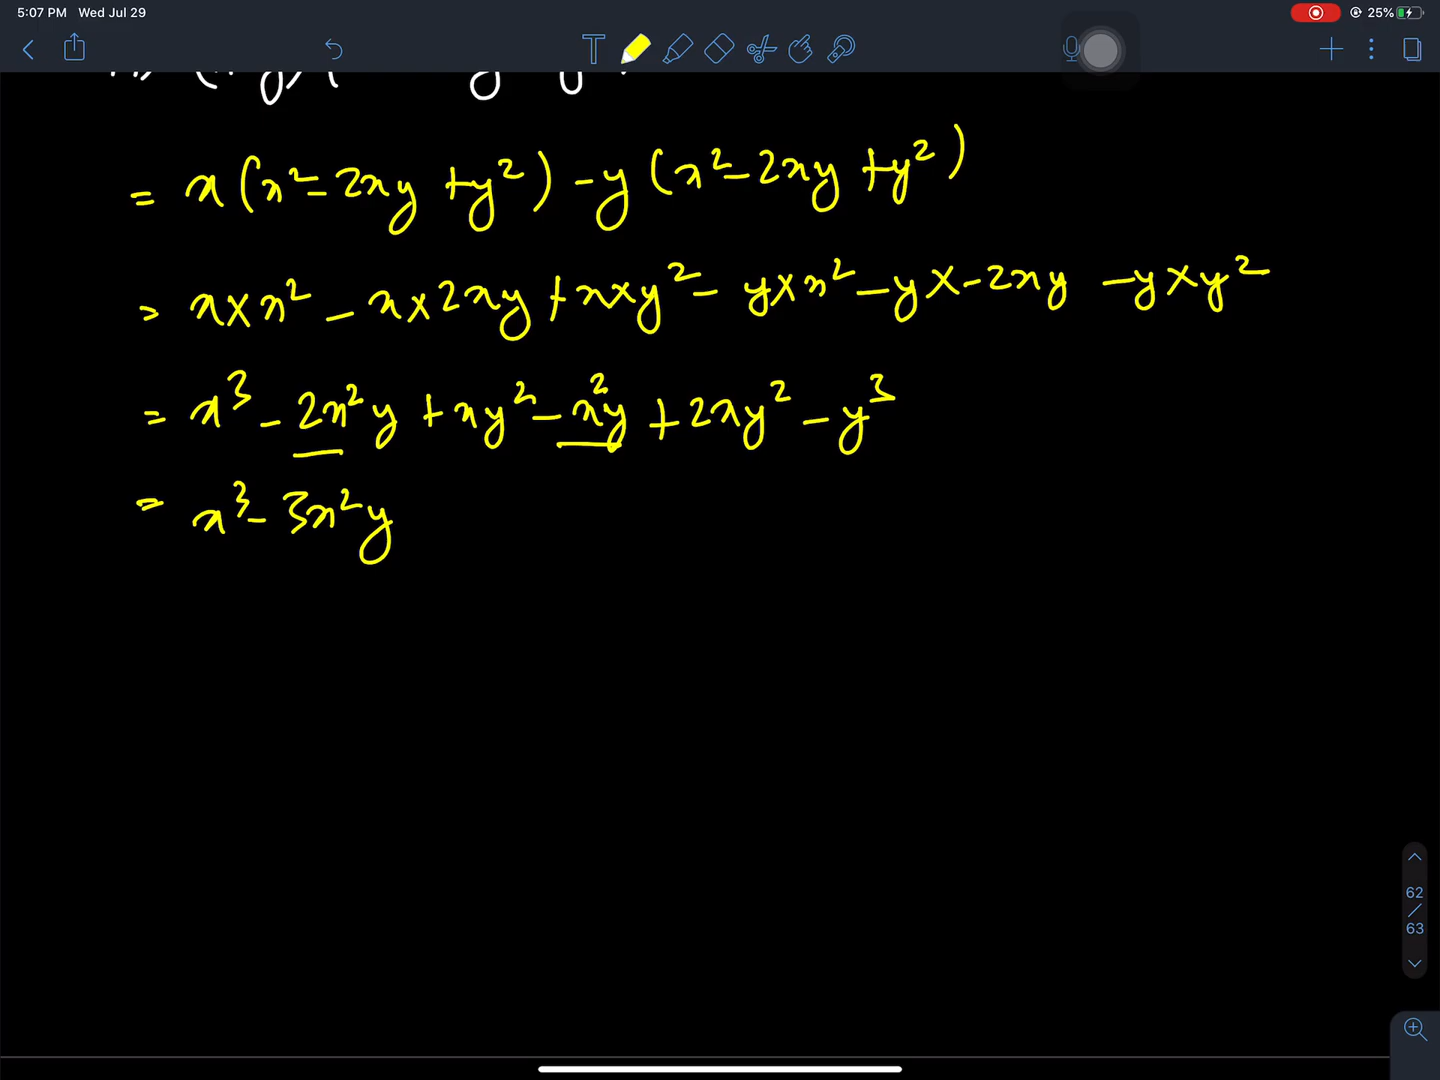 5:07 PM Wed Jul 29 25%
= x(x² - 2xy + y²) - y(x² - 2xy + y²)
= x × x² - x × 2xy + x × y² - y × x² - y × - 2xy - y × y²
= x³ - 2x²y + xy² - x²y + 2xy² - y³
= x³ - 3x²y
62
/
63